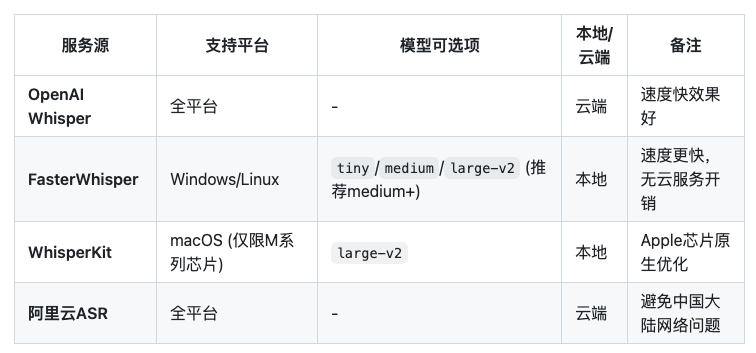 服务源
支持平台
模型可选项
本地/
云端
备注
OpenAI
Whisper
全平台
-
云端
速度快效果
好
FasterWhisper
Windows/Linux
tiny/medium/large-v2 (推
荐medium+)
本地
速度更快,
无云服务开
销
WhisperKit
macOS (仅限M系
列芯片)
large-v2
本地
Apple芯片原
生优化
阿里云ASR
全平台
-
云端
避免中国大
陆网络问题